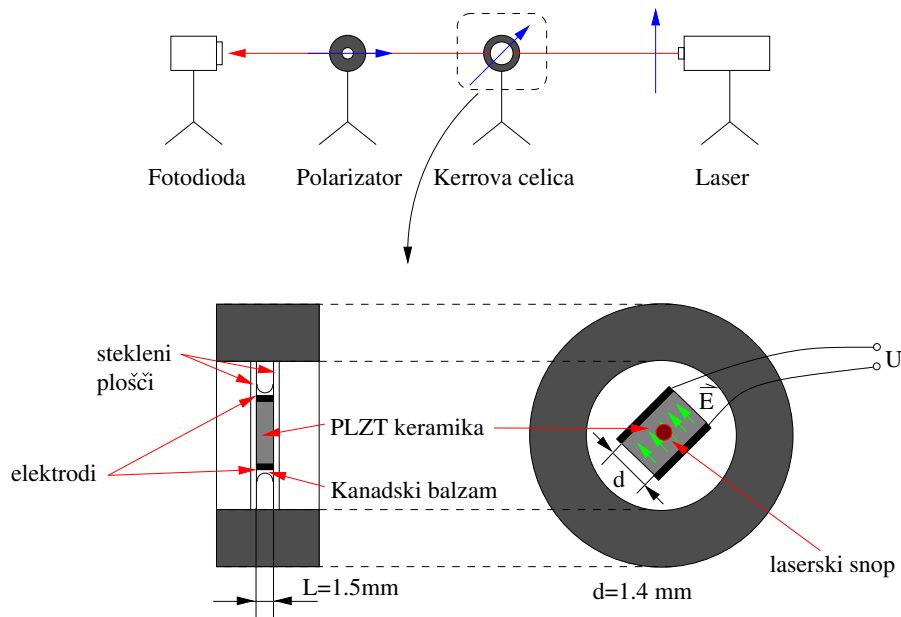 Fotodioda
Polarizator
Kerrova celica
Laser
stekleni
plošči
elektrodi
PLZT keramika
Kanadski balzam
L=1.5mm
E
U
d
laserski snop
d=1.4 mm